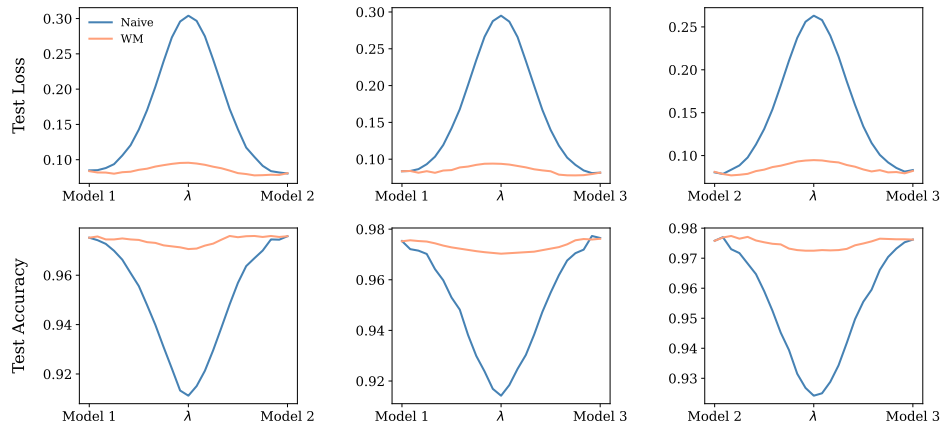 Test Loss
0.30
0.25
0.20
0.15
0.10
Naive
WM
Model 1 λ Model 2
0.30
0.25
0.20
0.15
0.10
Model 1 λ Model 3
0.25
0.20
0.15
0.10
Model 2 λ Model 3
Test Accuracy
0.96
0.94
0.92
Model 1 λ Model 2
0.98
0.96
0.94
0.92
Model 1 λ Model 3
0.98
0.97
0.96
0.95
0.94
0.93
Model 2 λ Model 3